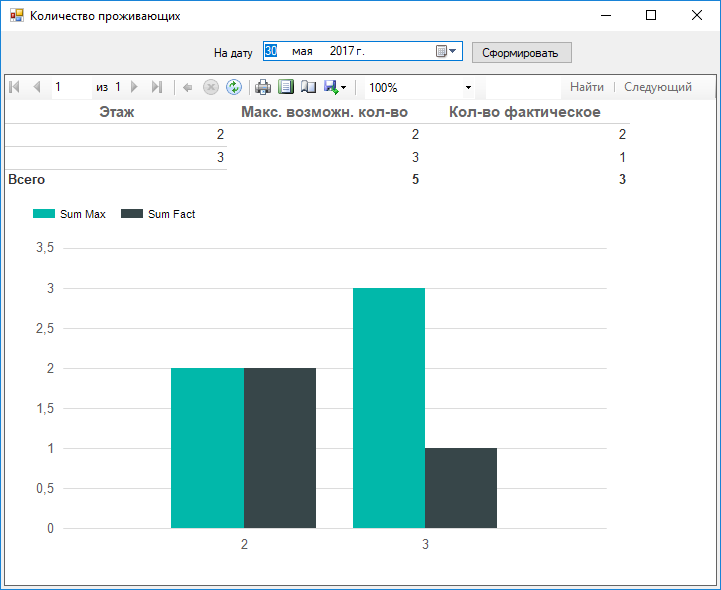 Количество проживающих
На дату 30 мая 2017 г. Сформировать
1 из 1 100% Найти Следующий
Этаж Макс. возможн. кол-во Кол-во фактическое
2 2 2
3 3 1
Всего 5 3
Sum Max Sum Fact
3,5
3
2,5
2
1,5
1
0,5
0
2 3